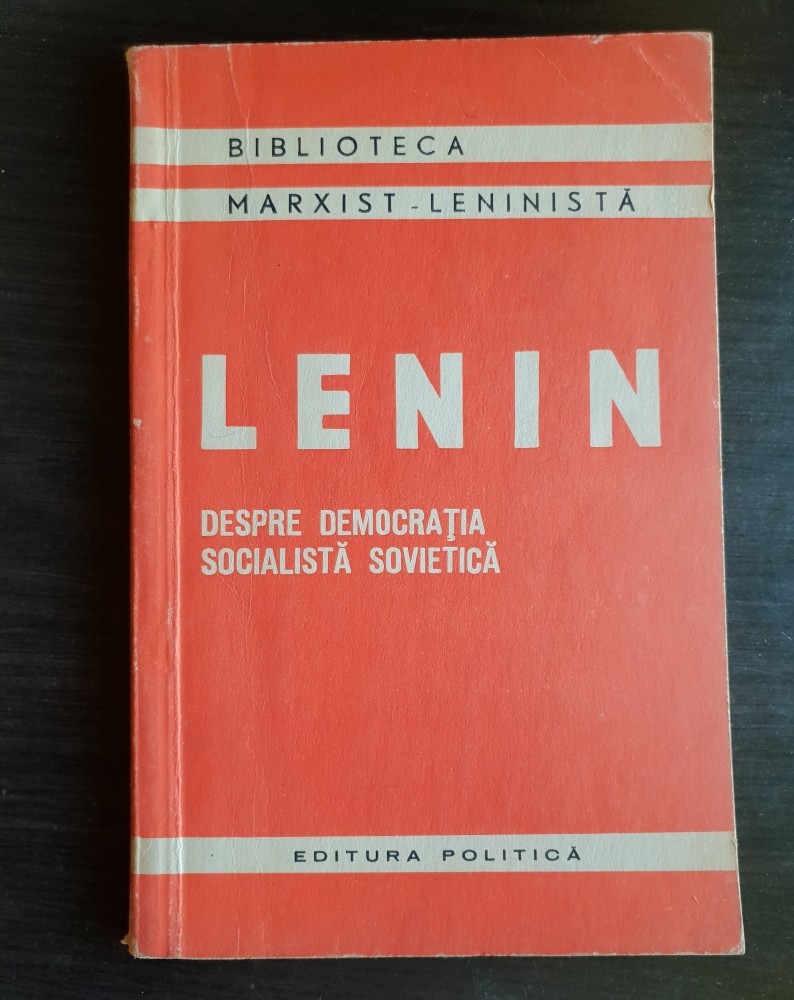 BIBLIOTECA
MARXIST-LENINISTĂ
LENIN
DESPRE DEMOCRAŢIA
SOCIALISTĂ SOVIETICĂ
EDITURA POLITICĂ